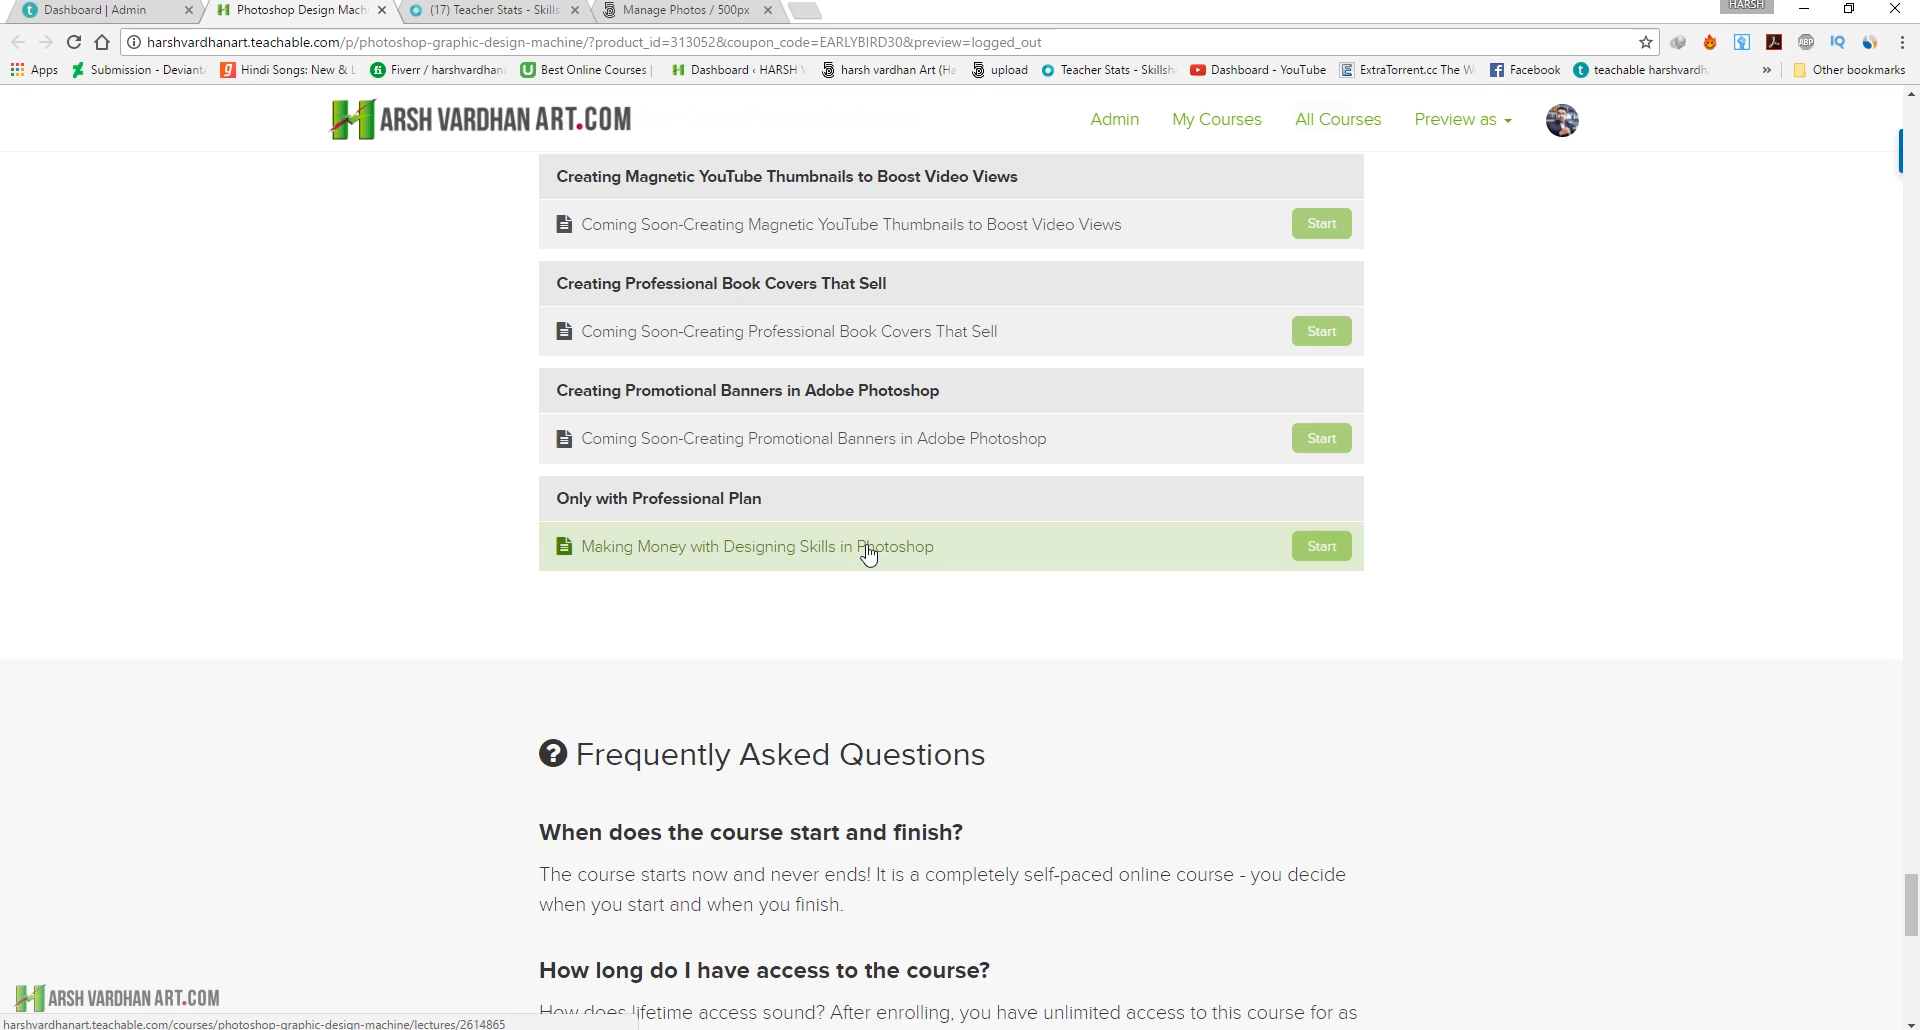 HARSH
Dashboard | Admin
Photoshop Design Mach
(17) Teacher Stats - Skills
Manage Photos / 500px
harshvardhanart.teachable.com/p/photoshop-graphic-design-machine/?product_id=313052&coupon_code=EARLYBIRD30&preview=logged_out
ABP
IQ
Apps
Submission - Deviant
Hindi Songs: New & L
Fiverr / harshvardhana
Best Online Courses |
Dashboard ‹ HARSH V
harsh vardhan Art (Ha
upload
Teacher Stats - Skillsh
Dashboard - YouTube
ExtraTorrent.cc The W
Facebook
teachable harshvardh
»
Other bookmarks
HARSH VARDHAN ART.COM
Admin
My Courses
All Courses
Preview as
Creating Magnetic YouTube Thumbnails to Boost Video Views
Coming Soon-Creating Magnetic YouTube Thumbnails to Boost Video Views
Start
Creating Professional Book Covers That Sell
Coming Soon-Creating Professional Book Covers That Sell
Start
Creating Promotional Banners in Adobe Photoshop
Coming Soon-Creating Promotional Banners in Adobe Photoshop
Start
Only with Professional Plan
Making Money with Designing Skills in Photoshop
Start
Frequently Asked Questions
When does the course start and finish?
The course starts now and never ends! It is a completely self-paced online course - you decide
when you start and when you finish.
How long do I have access to the course?
How does lifetime access sound? After enrolling, you have unlimited access to this course for as
HARSH VARDHAN ART.COM
harshvardhanart.teachable.com/courses/photoshop-graphic-design-machine/lectures/2614865